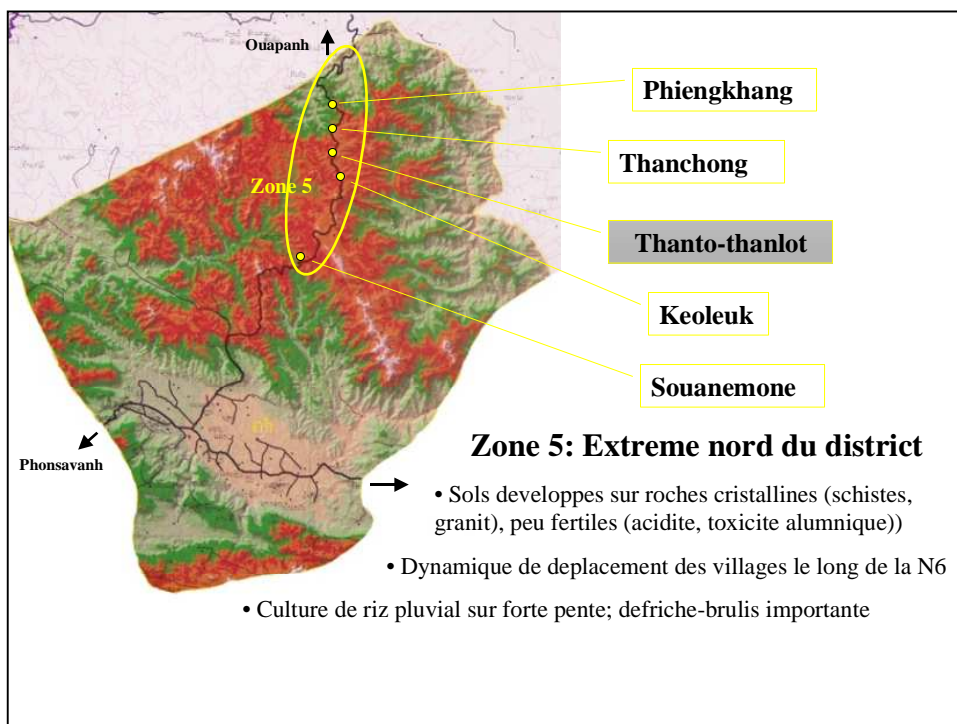 Ouapanh
Phiengkhang
Thanchong
Zone 5
Thanto-thanlot
Keoleuk
Souanemone
Phonsavanh
Zone 5: Extreme nord du district
• Sols developpes sur roches cristallines (schistes,
granit), peu fertiles (acidite, toxicite alumnique))
• Dynamique de deplacement des villages le long de la N6
• Culture de riz pluvial sur forte pente; defriche-brulis importante